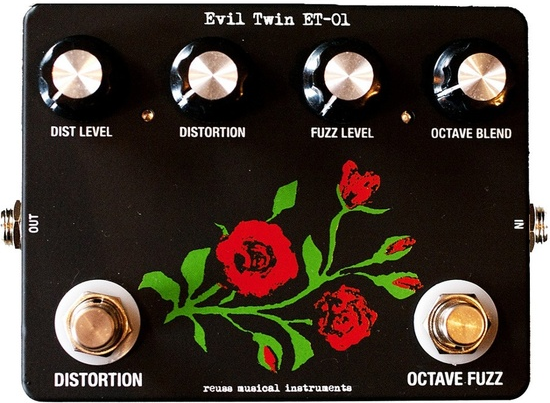 Evil Twin ET-01
DIST LEVEL
DISTORTION
FUZZ LEVEL
OCTAVE BLEND
OUT
IN
DISTORTION
OCTAVE FUZZ
reuss musical instruments